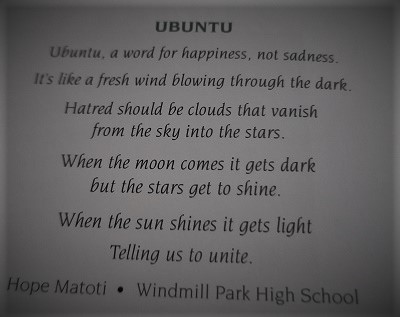 UBUNTU
Ubuntu, a word for happiness, not sadness.
It's like a fresh wind blowing through the dark.
Hatred should be clouds that vanish
from the sky into the stars.
When the moon comes it gets dark
but the stars get to shine.
When the sun shines it gets light
Telling us to unite.
Hope Matoti • Windmill Park High School